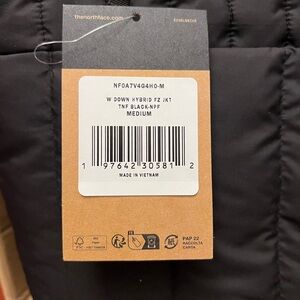 thenorthface.com
NF0A7V4G4H0-M
W DOWN HYBRID FZ JKT
TNF BLACK-NPF
MEDIUM
1 97642 30581 2
MADE IN VIETNAM
FSC
PAP 22
RACCOLTA
CARTA